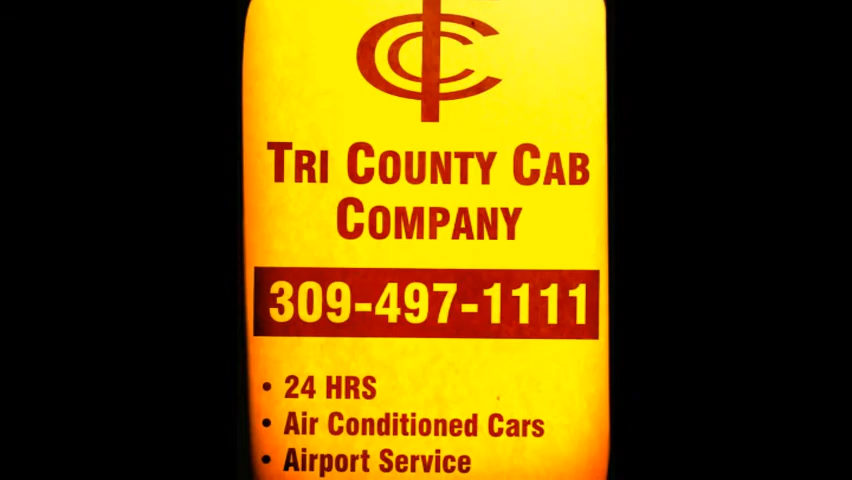 TRI COUNTY CAB
COMPANY
309-497-1111
• 24 HRS
• Air Conditioned Cars
• Airport Service